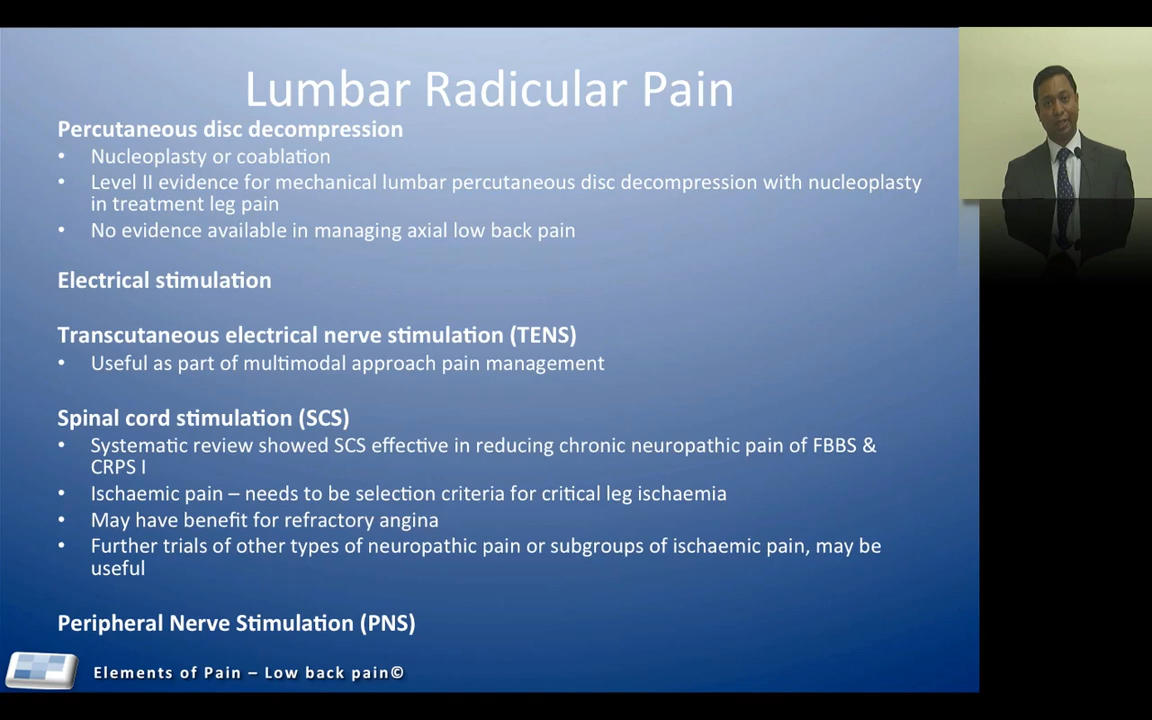 Lumbar Radicular Pain
Percutaneous disc decompression
• Nucleoplasty or coablation
• Level II evidence for mechanical lumbar percutaneous disc decompression with nucleoplasty
in treatment leg pain
• No evidence available in managing axial low back pain
Electrical stimulation
Transcutaneous electrical nerve stimulation (TENS)
• Useful as part of multimodal approach pain management
Spinal cord stimulation (SCS)
• Systematic review showed SCS effective in reducing chronic neuropathic pain of FBBS &
CRPS I
• Ischaemic pain – needs to be selection criteria for critical leg ischaemia
• May have benefit for refractory angina
• Further trials of other types of neuropathic pain or subgroups of ischaemic pain, may be
useful
Peripheral Nerve Stimulation (PNS)
Elements of Pain – Low back pain©